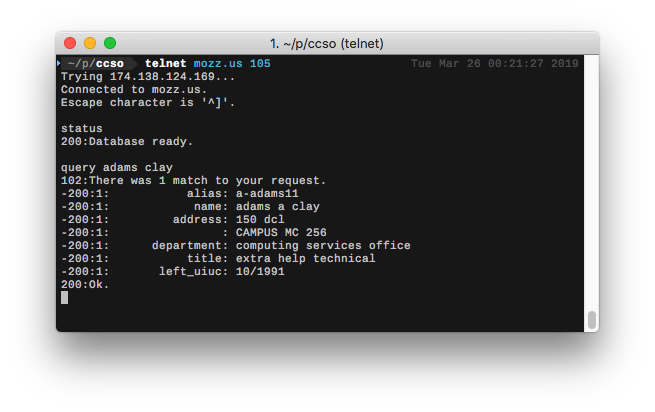 1. ~/p/ccso (telnet)
~/p/ccso telnet mozz.us 105 Tue Mar 26 00:21:27 2019
Trying 174.138.124.169...
Connected to mozz.us.
Escape character is '^]'.
status
200:Database ready.
query adams clay
102:There was 1 match to your request.
-200:1:           alias: a-adams11
-200:1:            name: adams a clay
-200:1:         address: 150 dcl
-200:1:                : CAMPUS MC 256
-200:1:      department: computing services office
-200:1:           title: extra help technical
-200:1:       left_uiuc: 10/1991
200:Ok.